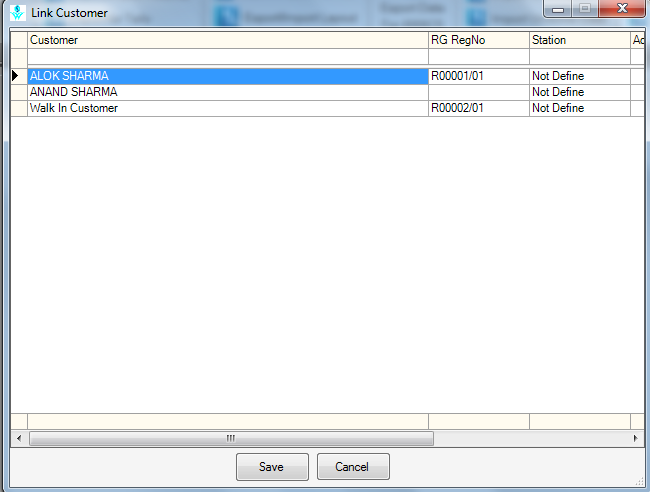 Link Customer
Customer RG RegNo Station Ac
ALOK SHARMA R00001/01 Not Define
ANAND SHARMA Not Define
Walk In Customer R00002/01 Not Define
Save Cancel